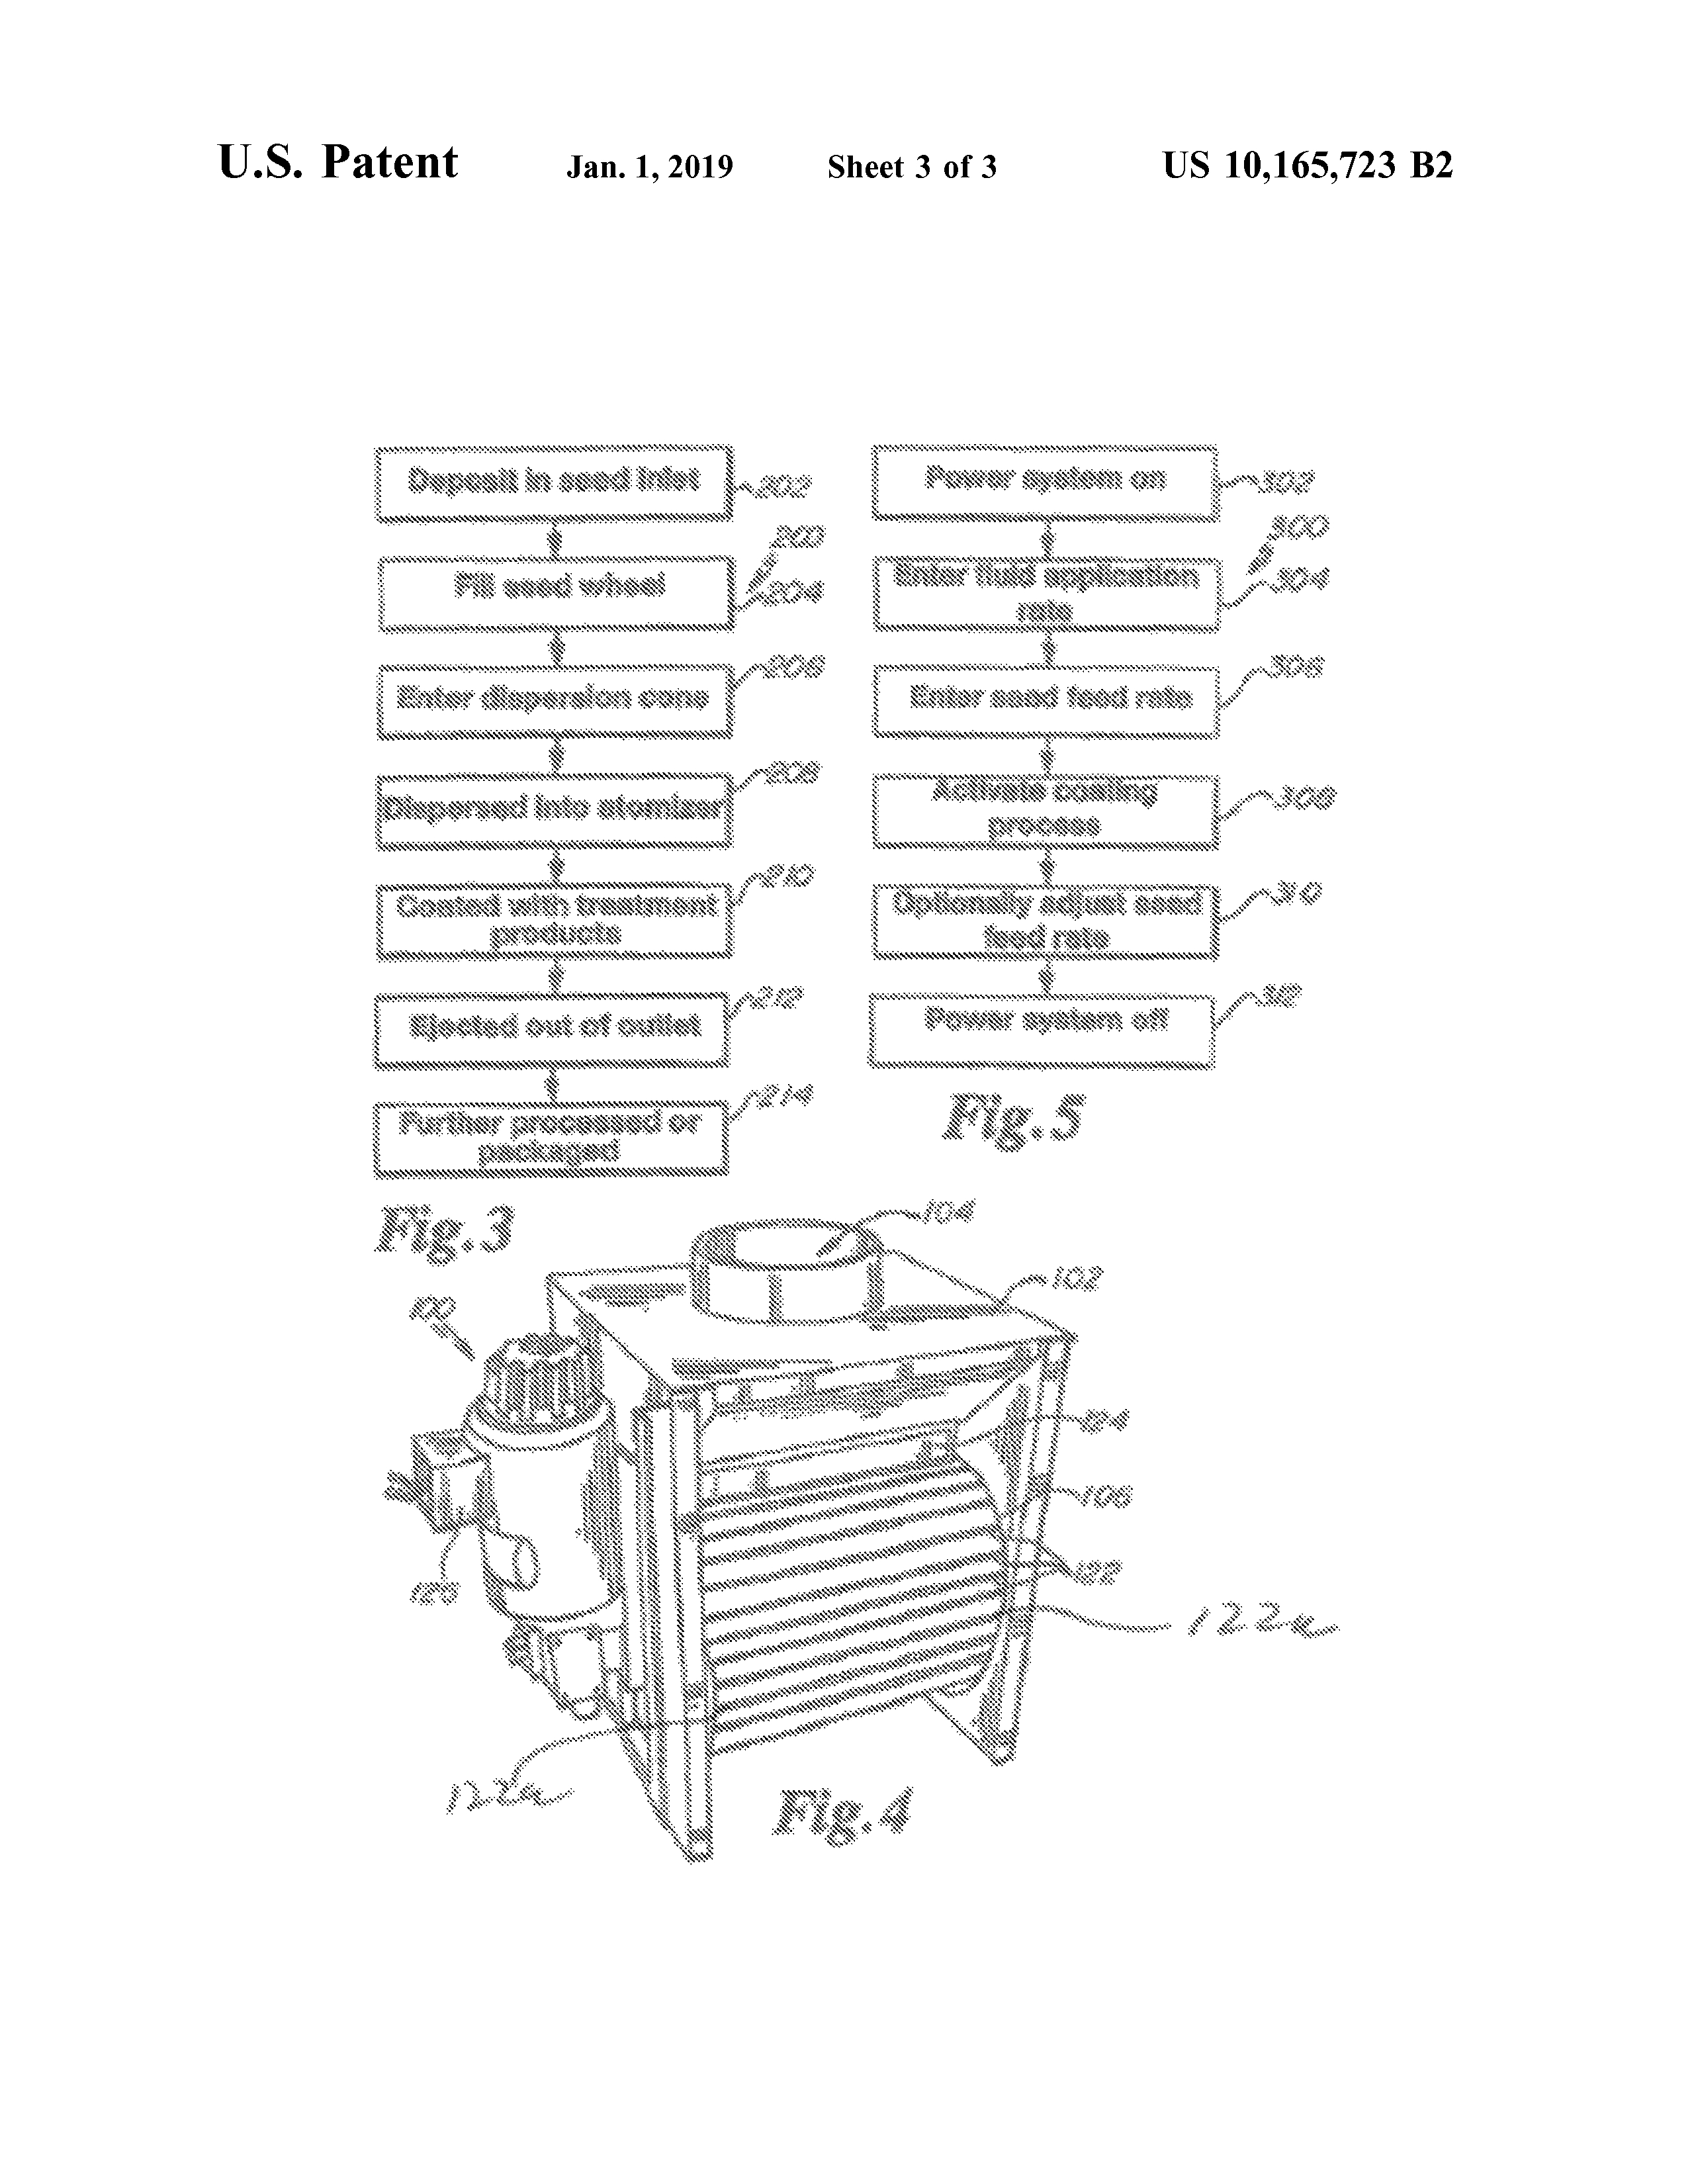 U.S. Patent Jan. 1, 2019 Sheet 3 of 3 US 10,165,723 B2
Deposit in seed inlet
202
200
Fill seed wheel
204
Enter dispersion cone
206
Dispersed into atomizer
208
Coated with treatment
products
210
Ejected out of outlet
212
Further processed or
packaged
214
Fig. 3
Power system on
302
300
Enter fluid application
rate
304
Enter seed feed rate
306
Activate coating
process
308
Optionally adjust seed
feed rate
310
Power system off
312
Fig. 5
104
102
100
124
106
122
126
122a
122a
Fig. 4